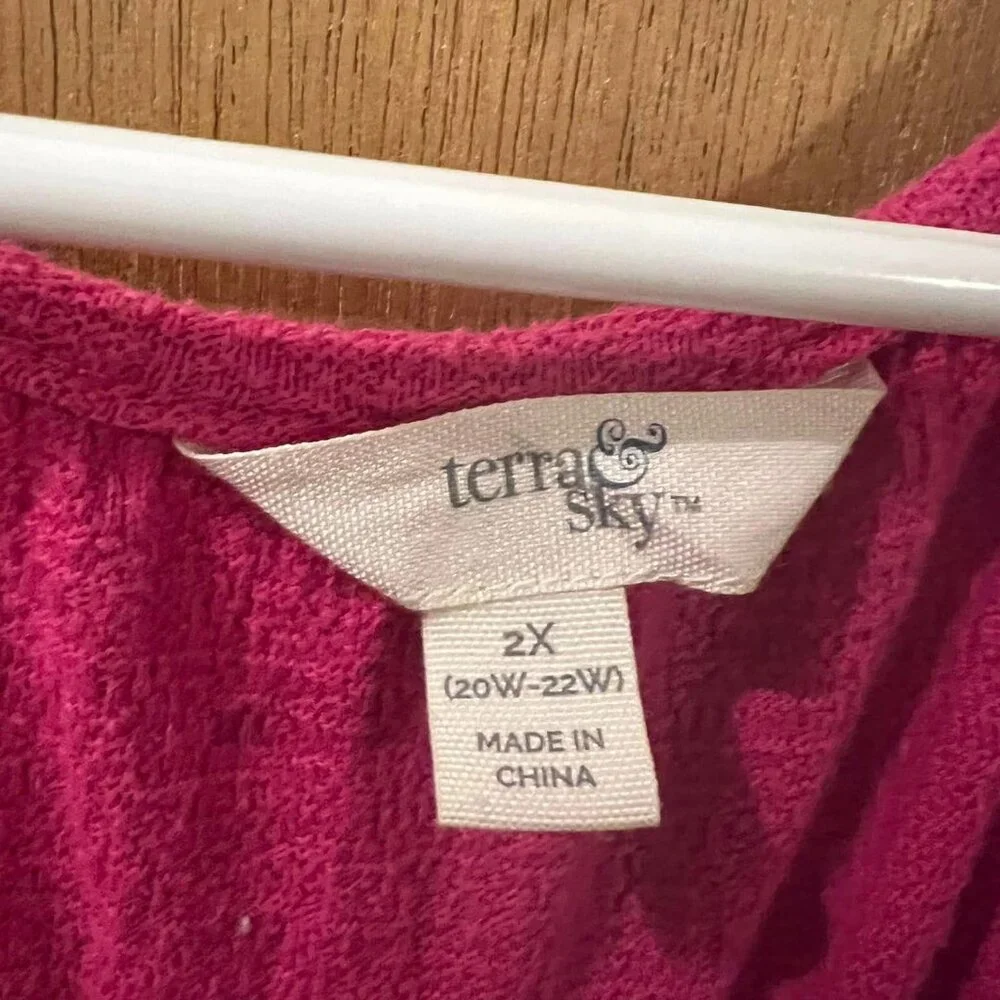 terra &
sky™
2X
(20W-22W)
MADE IN
CHINA